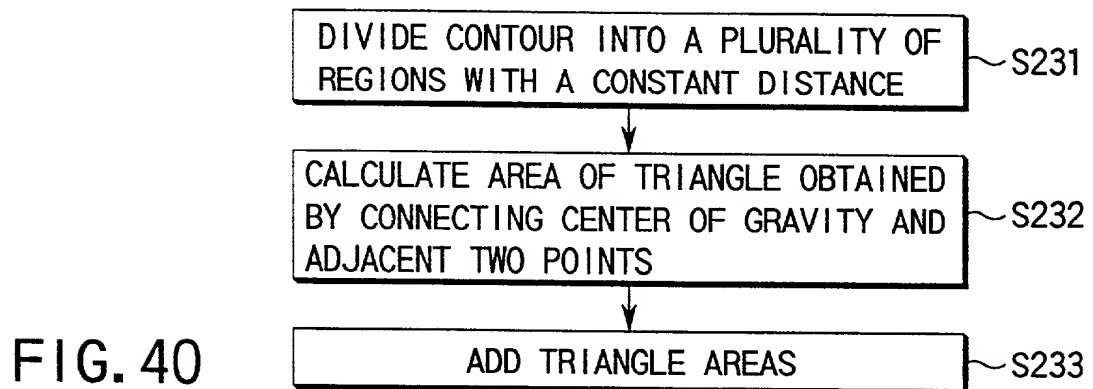 DIVIDE CONTOUR INTO A PLURALITY OF
REGIONS WITH A CONSTANT DISTANCE
S231
CALCULATE AREA OF TRIANGLE OBTAINED
BY CONNECTING CENTER OF GRAVITY AND
ADJACENT TWO POINTS
S232
ADD TRIANGLE AREAS
S233
FIG. 40